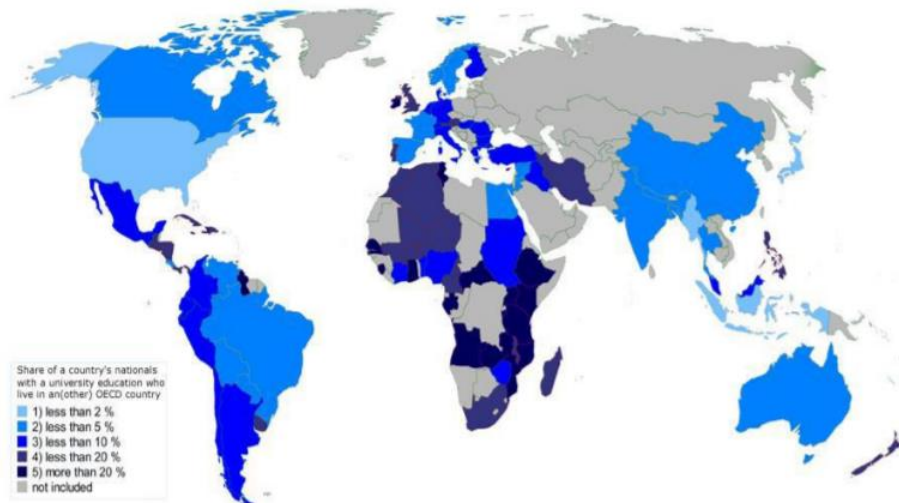 Share of a country's nationals
with a university education who
live in an(other) OECD country
1) less than 2 %
2) less than 5 %
3) less than 10 %
4) less than 20 %
5) more than 20 %
not included